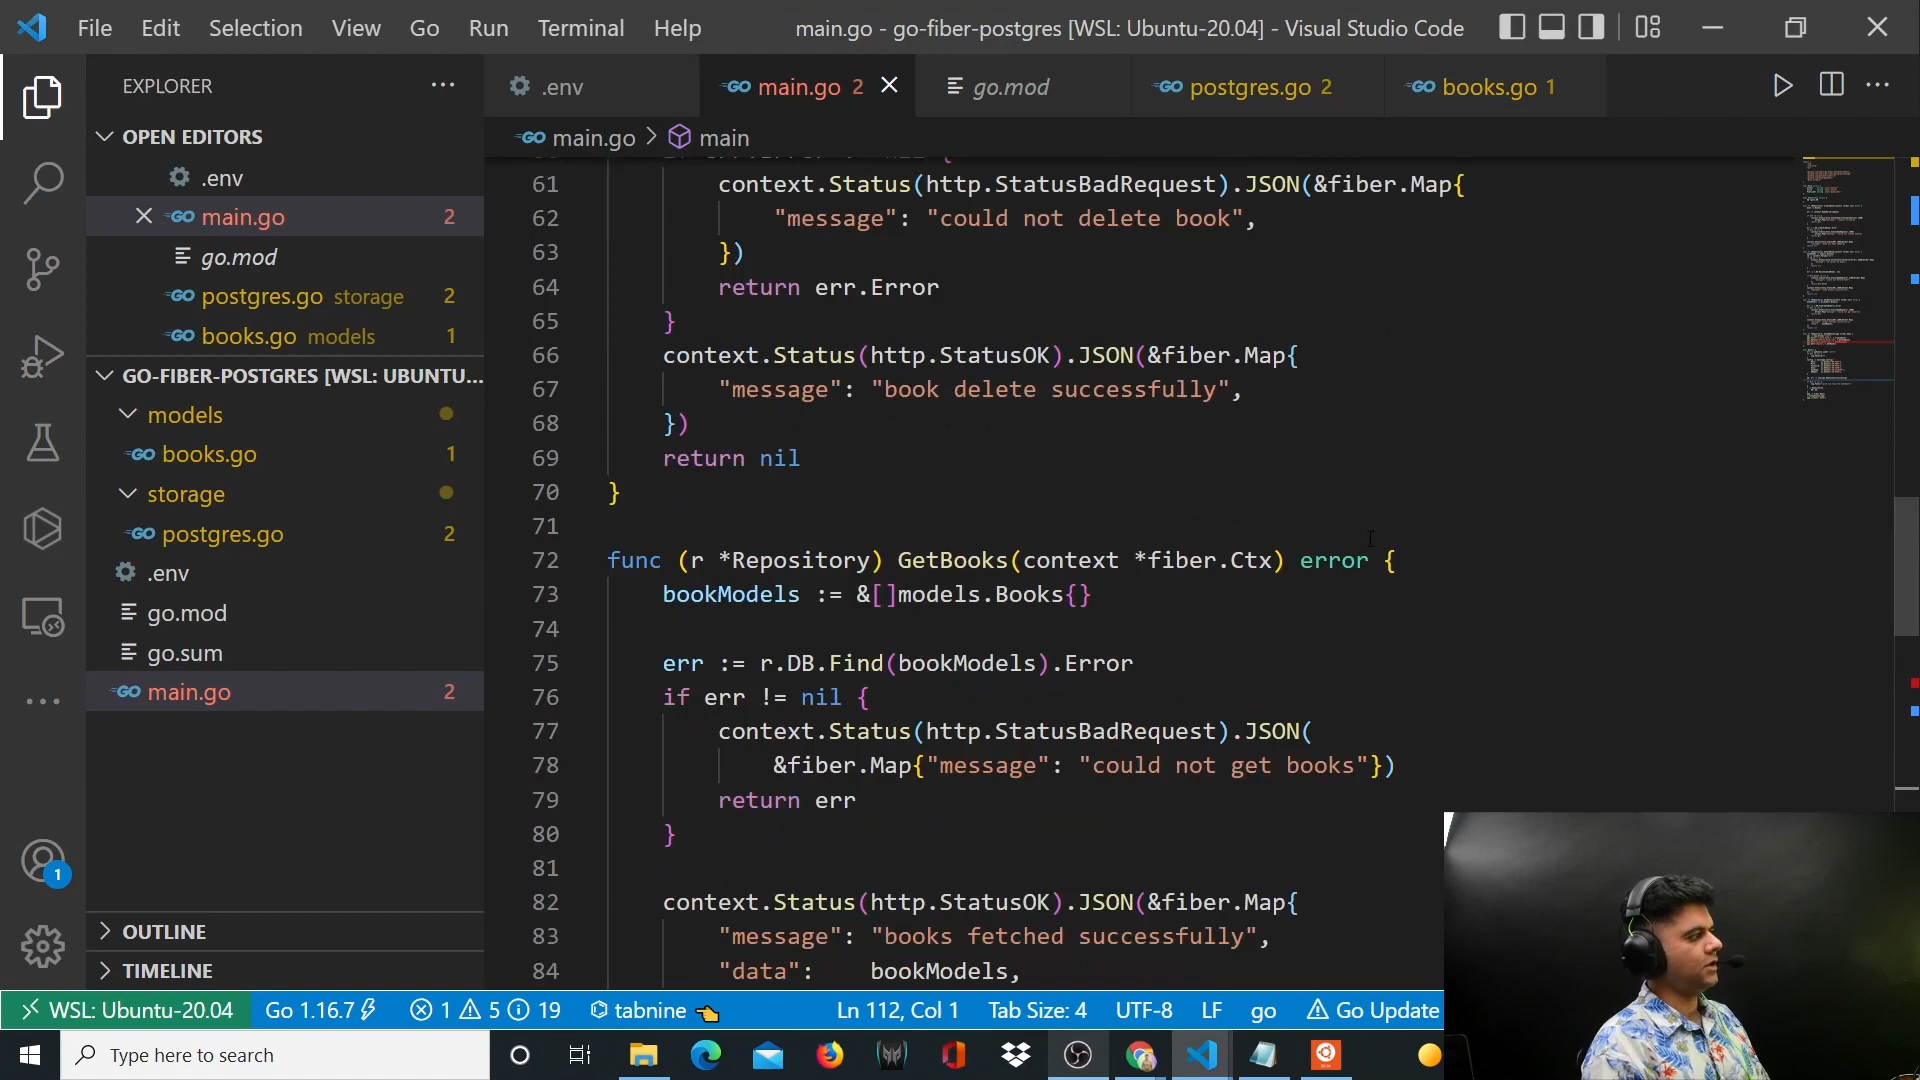 File Edit Selection View Go Run Terminal Help
main.go - go-fiber-postgres [WSL: Ubuntu-20.04] - Visual Studio Code
EXPLORER
.env
main.go 2
go.mod
postgres.go 2
books.go 1
main.go > main
OPEN EDITORS
.env
main.go 2
go.mod
postgres.go storage 2
books.go models 1
GO-FIBER-POSTGRES [WSL: UBUNTU...
models
books.go 1
storage
postgres.go 2
.env
go.mod
go.sum
main.go 2
OUTLINE
TIMELINE
61 context.Status(http.StatusBadRequest).JSON(&fiber.Map{
62 "message": "could not delete book",
63 })
64 return err.Error
65 }
66 context.Status(http.StatusOK).JSON(&fiber.Map{
67 "message": "book delete successfully",
68 })
69 return nil
70 }
71
72 func (r *Repository) GetBooks(context *fiber.Ctx) error {
73 bookModels := &[]models.Books{}
74
75 err := r.DB.Find(bookModels).Error
76 if err != nil {
77 context.Status(http.StatusBadRequest).JSON(
78 &fiber.Map{"message": "could not get books"})
79 return err
80 }
81
82 context.Status(http.StatusOK).JSON(&fiber.Map{
83 "message": "books fetched successfully",
84 "data": bookModels,
1
WSL: Ubuntu-20.04 Go 1.16.7 1 5 19 tabnine Ln 112, Col 1 Tab Size: 4 UTF-8 LF go Go Update
Type here to search